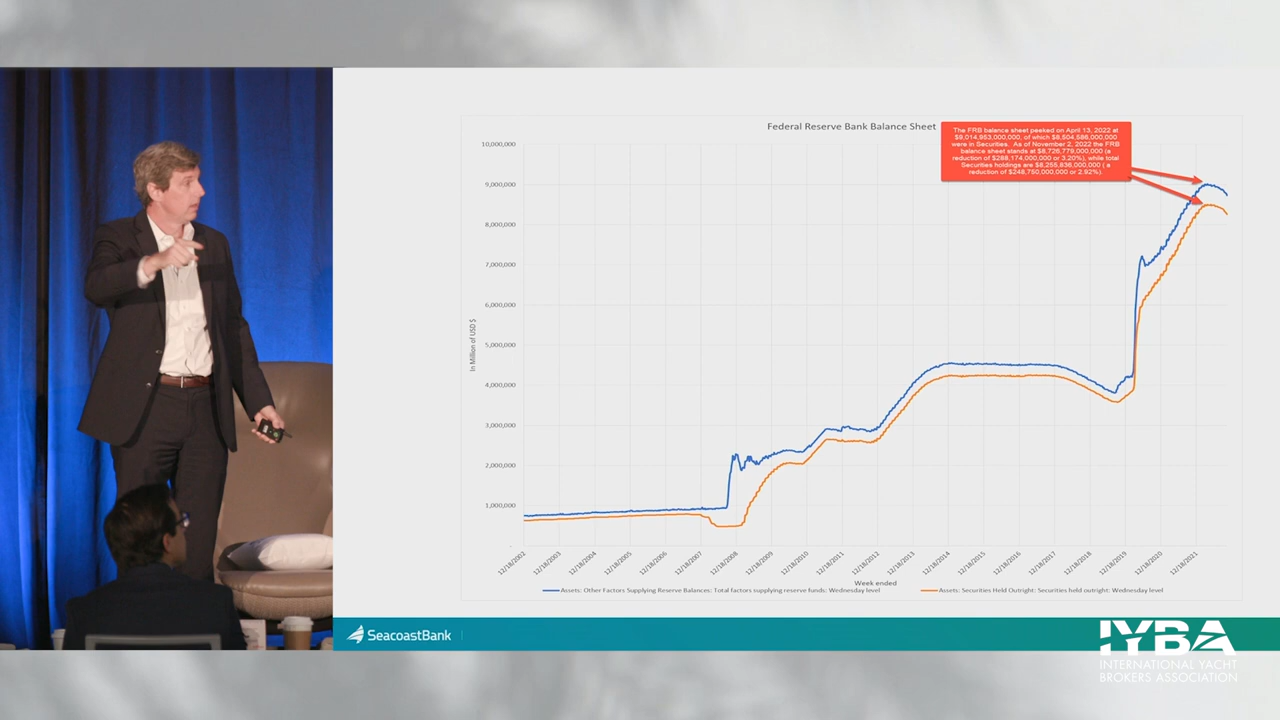 Federal Reserve Bank Balance Sheet
The FRB balance sheet peeked on April 13, 2022 at
$9,014,953,000,000, of which $8,504,586,000,000
were in Securities. As of November 2, 2022 the FRB
balance sheet stands at $8,726,779,000,000 (a
reduction of $288,174,000,000 or 3.20%), while total
Securities holdings are $8,255,836,000,000 ( a
reduction of $248,750,000,000 or 2.92%).
10,000,000
9,000,000
8,000,000
7,000,000
6,000,000
5,000,000
4,000,000
3,000,000
2,000,000
1,000,000
-
In Million of USD $
12/18/2002
12/18/2003
12/18/2004
12/18/2005
12/18/2006
12/18/2007
12/18/2008
12/18/2009
12/18/2010
12/18/2011
12/18/2012
12/18/2013
12/18/2014
12/18/2015
12/18/2016
12/18/2017
12/18/2018
12/18/2019
12/18/2020
12/18/2021
Week ended
Assets: Other Factors Supplying Reserve Balances: Total factors supplying reserve funds: Wednesday level
Assets: Securities Held Outright: Securities held outright: Wednesday level
SeacoastBank
IYBA
INTERNATIONAL YACHT
BROKERS ASSOCIATION